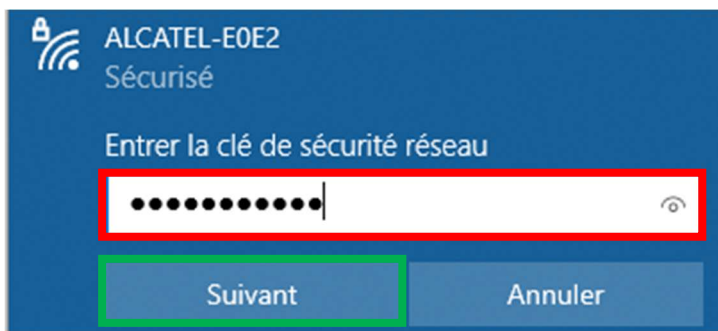 ALCATEL-E0E2
Sécurisé
Entrer la clé de sécurité réseau
●●●●●●●●●●●
Suivant
Annuler